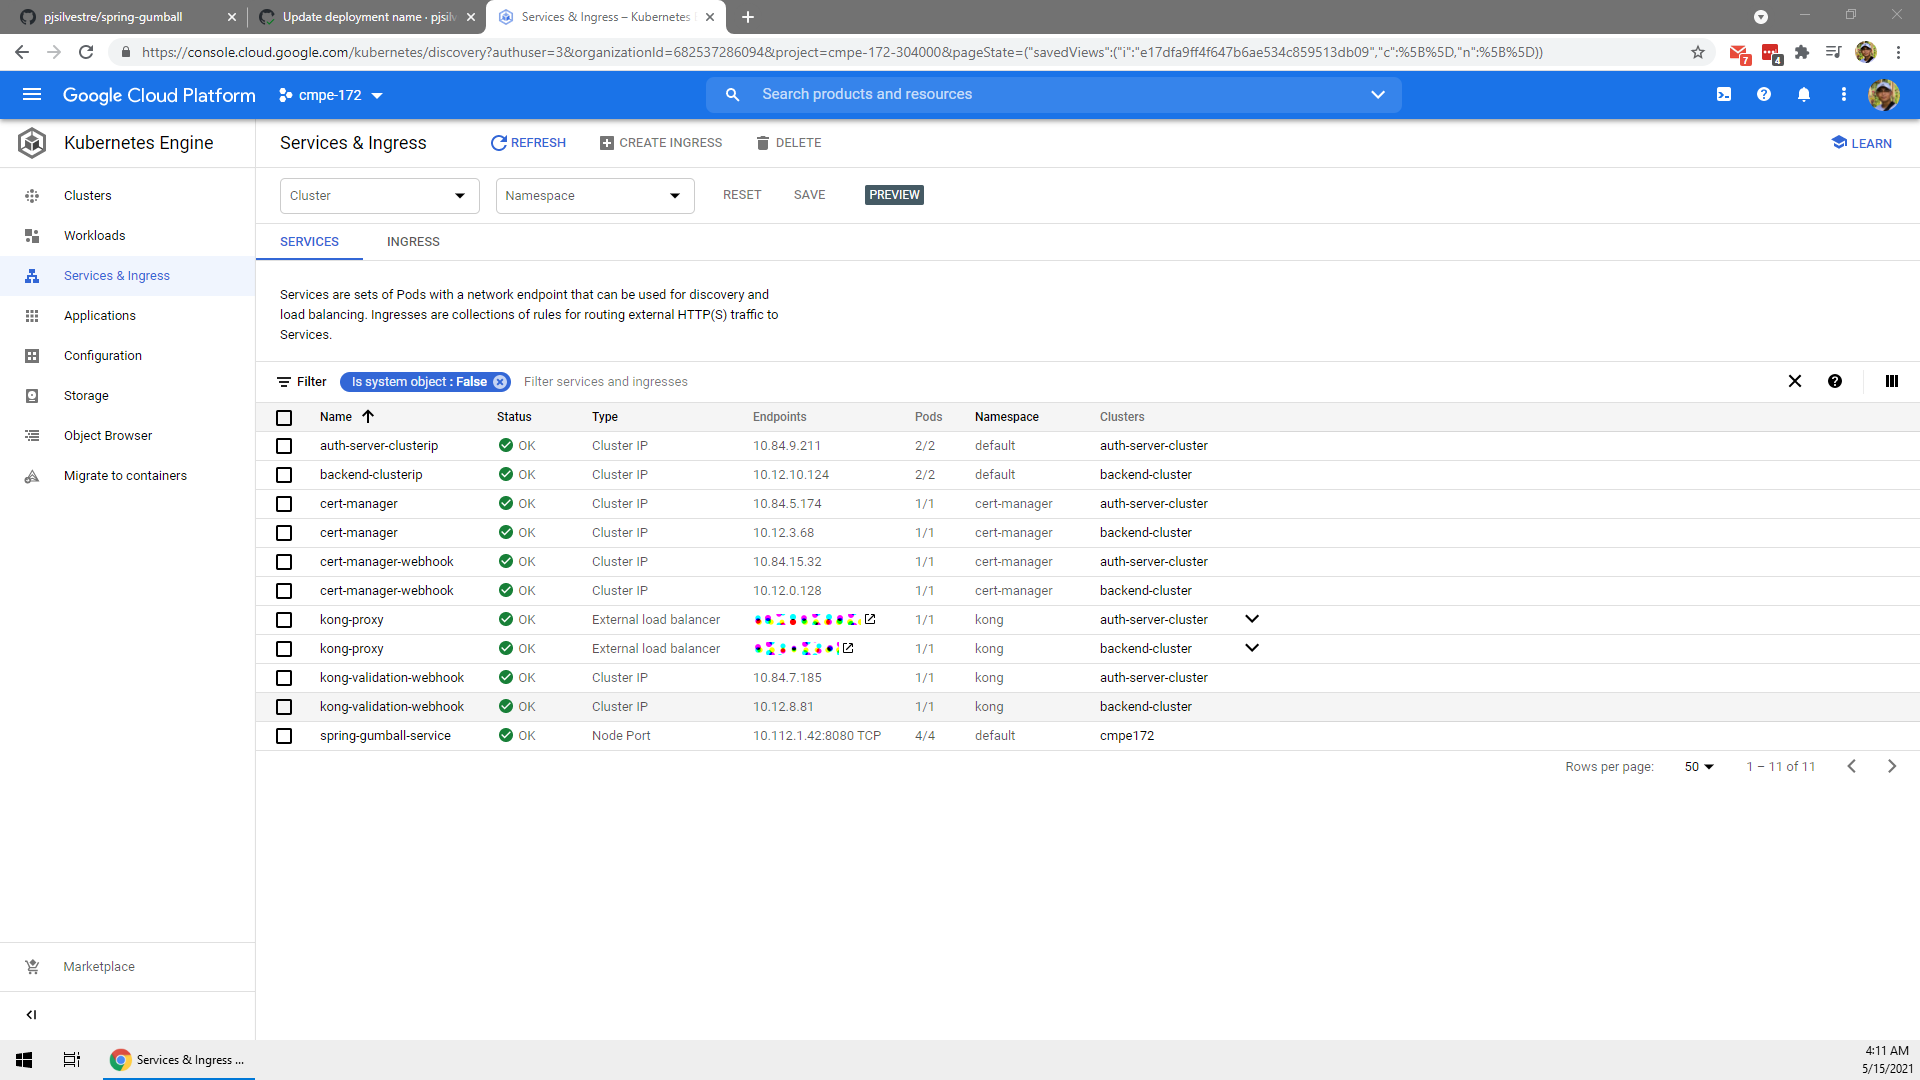 pjsilvestre/spring-gumball
Update deployment name · pjsilv
Services & Ingress – Kubernetes
https://console.cloud.google.com/kubernetes/discovery?authuser=3&organizationId=682537286094&project=cmpe-172-304000&pageState=("savedViews":("i":"e17dfa9ff4f647b6ae534c859513db09","c":%5B%5D,"n":%5B%5D))
7
4
Google Cloud Platform
cmpe-172
Search products and resources
Kubernetes Engine
Services & Ingress
REFRESH
CREATE INGRESS
DELETE
LEARN
Clusters
Workloads
Services & Ingress
Applications
Configuration
Storage
Object Browser
Migrate to containers
Marketplace
Cluster
Namespace
RESET
SAVE
PREVIEW
SERVICES
INGRESS
Services are sets of Pods with a network endpoint that can be used for discovery and
load balancing. Ingresses are collections of rules for routing external HTTP(S) traffic to
Services.
Filter
Is system object : False
Filter services and ingresses
Name Status Type Endpoints Pods Namespace Clusters
auth-server-clusterip OK Cluster IP 10.84.9.211 2/2 default auth-server-cluster
backend-clusterip OK Cluster IP 10.12.10.124 2/2 default backend-cluster
cert-manager OK Cluster IP 10.84.5.174 1/1 cert-manager auth-server-cluster
cert-manager OK Cluster IP 10.12.3.68 1/1 cert-manager backend-cluster
cert-manager-webhook OK Cluster IP 10.84.15.32 1/1 cert-manager auth-server-cluster
cert-manager-webhook OK Cluster IP 10.12.0.128 1/1 cert-manager backend-cluster
kong-proxy OK External load balancer 1/1 kong auth-server-cluster
kong-proxy OK External load balancer 1/1 kong backend-cluster
kong-validation-webhook OK Cluster IP 10.84.7.185 1/1 kong auth-server-cluster
kong-validation-webhook OK Cluster IP 10.12.8.81 1/1 kong backend-cluster
spring-gumball-service OK Node Port 10.112.1.42:8080 TCP 4/4 default cmpe172
Rows per page: 50 1 – 11 of 11
Services & Ingress ...
4:11 AM
5/15/2021